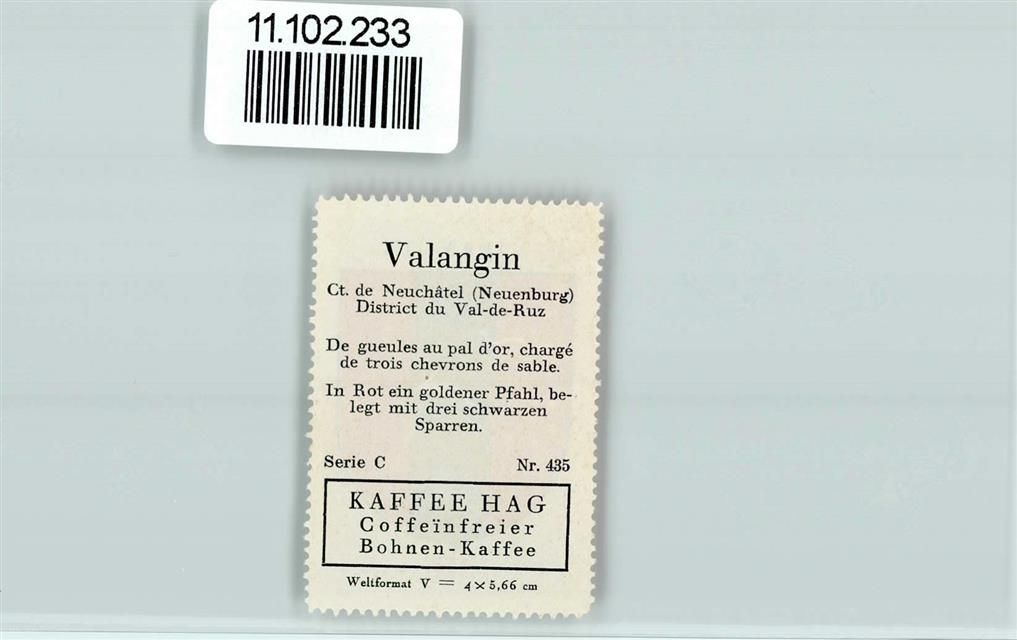 11.102.233
Valangin
Ct. de Neuchâtel (Neuenburg)
District du Val-de-Ruz
De gueules au pal d'or, chargé
de trois chevrons de sable.
In Rot ein goldener Pfahl, be-
legt mit drei schwarzen
Sparren.
Serie C Nr. 435
KAFFEE HAG
Coffeïnfreier
Bohnen-Kaffee
Weltformat V = 4×5,66 cm